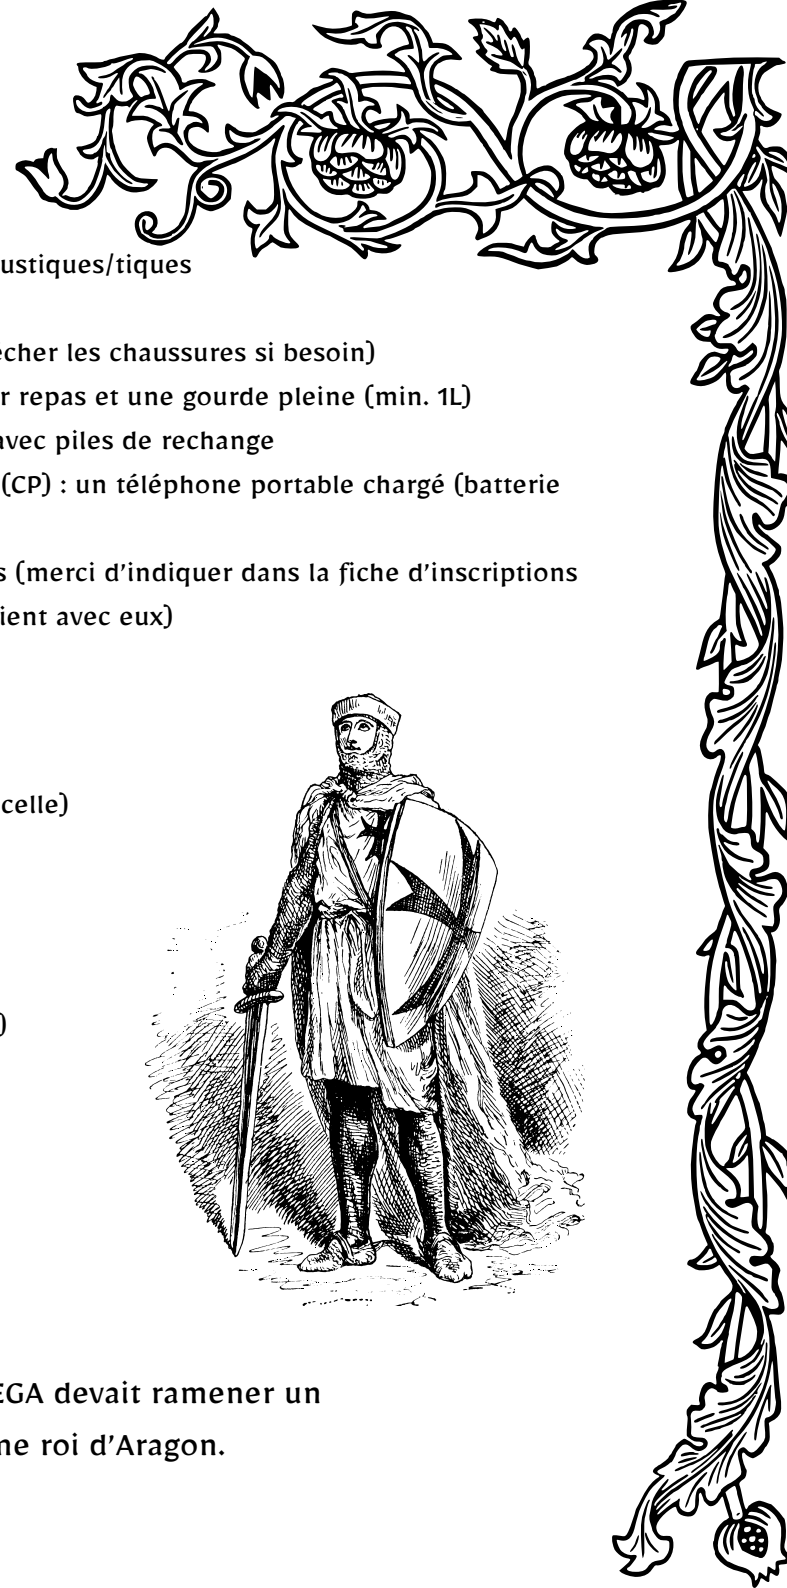 ustiques/tiques
écher les chaussures si besoin)
r repas et une gourde pleine (min. 1L)
avec piles de rechange
(CP) : un téléphone portable chargé (batterie
s (merci d'indiquer dans la fiche d'inscriptions
ient avec eux)
celle)
)
EGA devait ramener un
me roi d'Aragon.